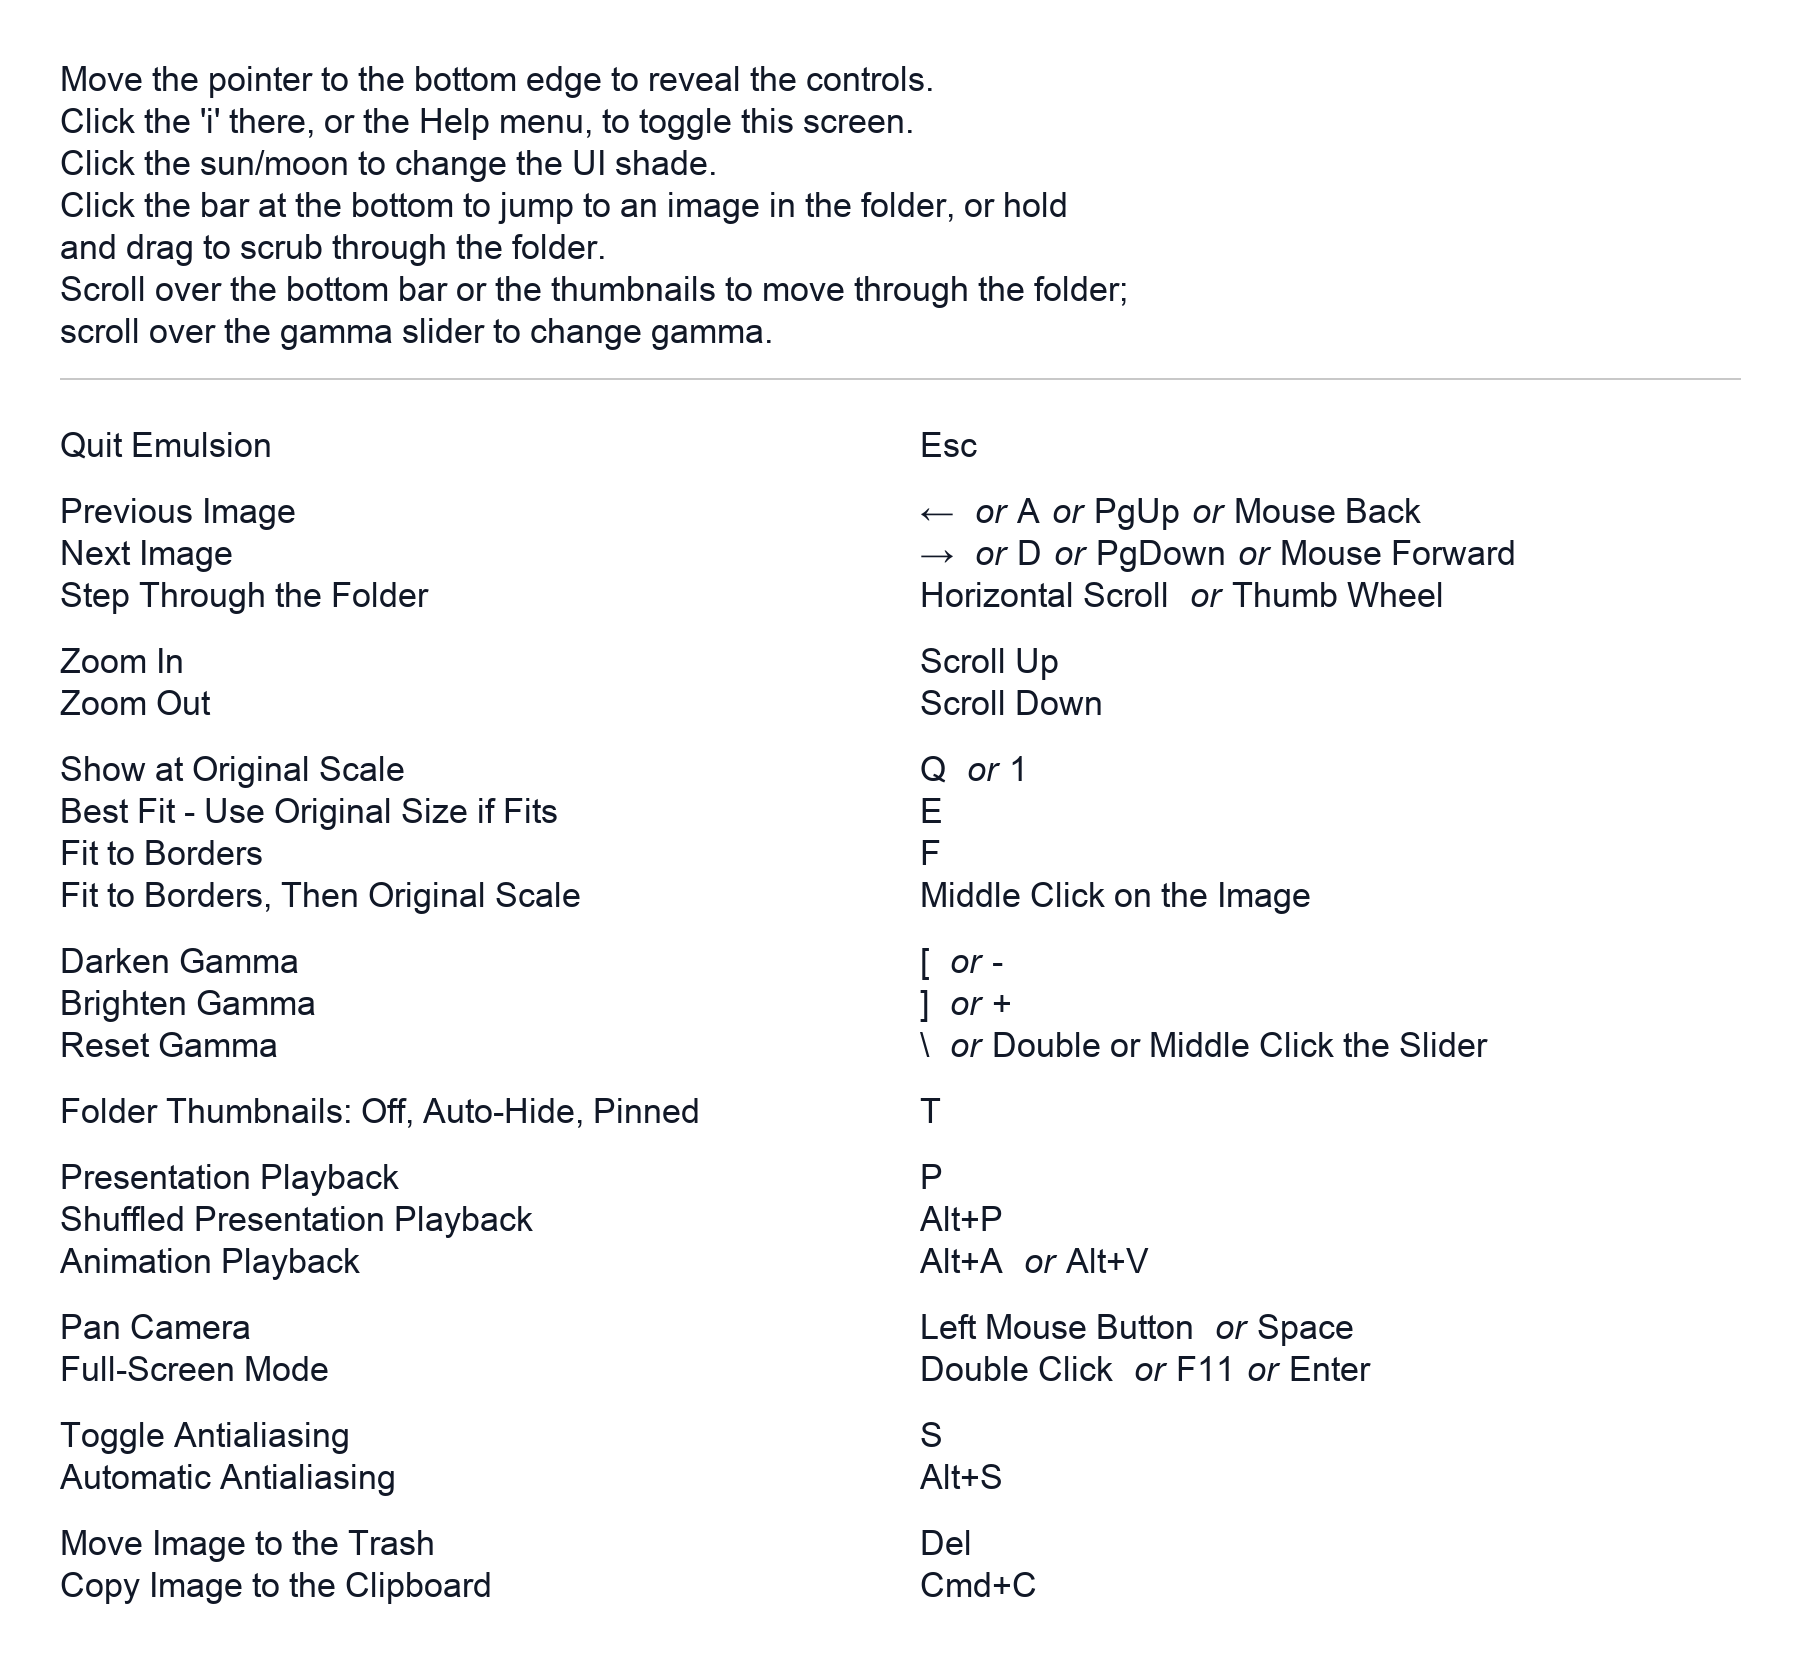 Move the pointer to the bottom edge to reveal the controls.
Click the 'i' there, or the Help menu, to toggle this screen.
Click the sun/moon to change the UI shade.
Click the bar at the bottom to jump to an image in the folder, or hold
and drag to scrub through the folder.
Scroll over the bottom bar or the thumbnails to move through the folder;
scroll over the gamma slider to change gamma.
Quit Emulsion Esc
Previous Image ← or A or PgUp or Mouse Back
Next Image → or D or PgDown or Mouse Forward
Step Through the Folder Horizontal Scroll or Thumb Wheel
Zoom In Scroll Up
Zoom Out Scroll Down
Show at Original Scale Q or 1
Best Fit - Use Original Size if Fits E
Fit to Borders F
Fit to Borders, Then Original Scale Middle Click on the Image
Darken Gamma [ or -
Brighten Gamma ] or +
Reset Gamma \ or Double or Middle Click the Slider
Folder Thumbnails: Off, Auto-Hide, Pinned T
Presentation Playback P
Shuffled Presentation Playback Alt+P
Animation Playback Alt+A or Alt+V
Pan Camera Left Mouse Button or Space
Full-Screen Mode Double Click or F11 or Enter
Toggle Antialiasing S
Automatic Antialiasing Alt+S
Move Image to the Trash Del
Copy Image to the Clipboard Cmd+C